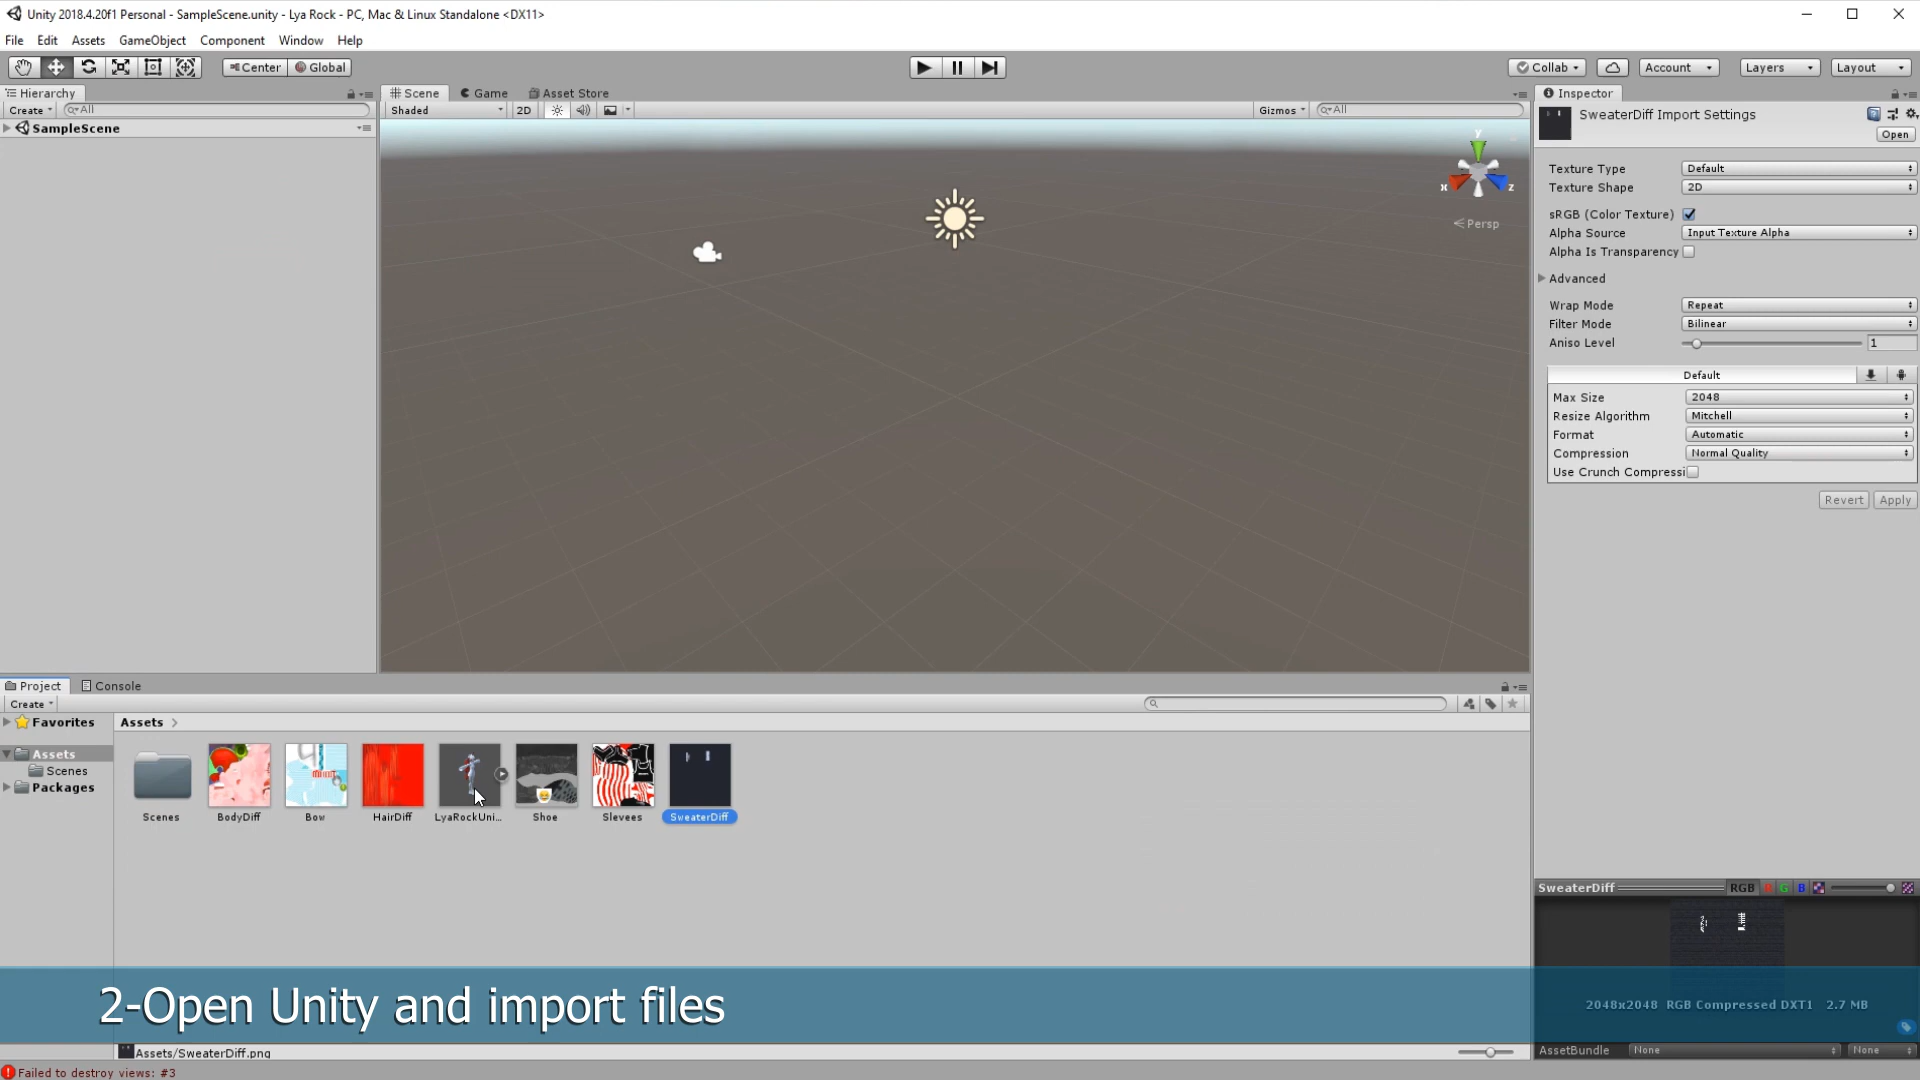 Unity 2018.4.20f1 Personal - SampleScene.unity - Lya Rock - PC, Mac & Linux Standalone <DX11>
File Edit Assets GameObject Component Window Help
Center Global Collab Account Layers Layout
Hierarchy Scene Game Asset Store Inspector
Create All Shaded 2D Gizmos All
SampleScene
SweaterDiff Import Settings
Open
Texture Type Default
Texture Shape 2D
sRGB (Color Texture)
Alpha Source Input Texture Alpha
Alpha Is Transparency
Advanced
Wrap Mode Repeat
Filter Mode Bilinear
Aniso Level 1
Default
Max Size 2048
Resize Algorithm Mitchell
Format Automatic
Compression Normal Quality
Use Crunch Compressi
Revert Apply
y
x z
Persp
Project Console
Create
Favorites
Assets
Scenes
Packages
Assets
Scenes BodyDiff Bow HairDiff LyaRockUni... Shoe Slevees SweaterDiff
SweaterDiff RGB R G B
2-Open Unity and import files
2048x2048 RGB Compressed DXT1 2.7 MB
Assets/SweaterDiff.png
AssetBundle None None
Failed to destroy views: #3